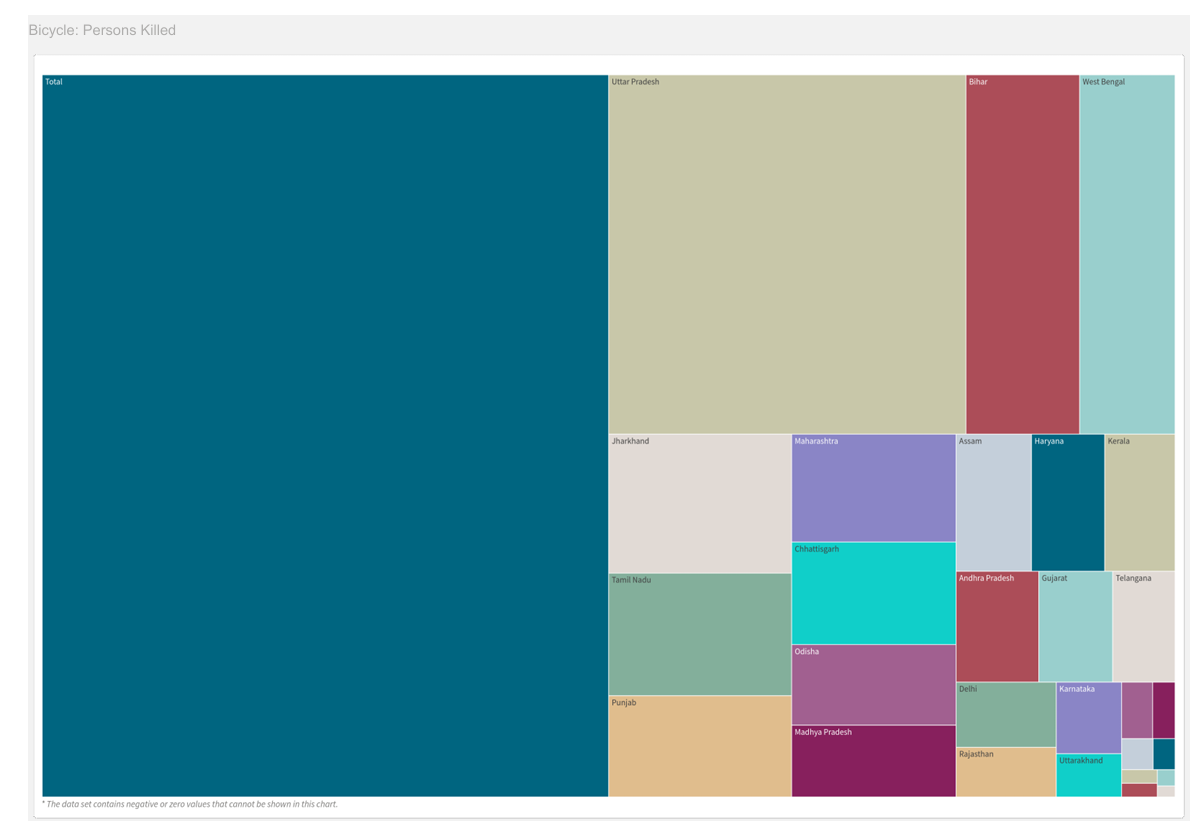 Bicycle: Persons Killed
Total
Uttar Pradesh
Bihar
West Bengal
Jharkhand
Maharashtra
Assam
Haryana
Kerala
Chhattisgarh
Tamil Nadu
Andhra Pradesh
Gujarat
Telangana
Odisha
Delhi
Karnataka
Punjab
Madhya Pradesh
Rajasthan
Uttarakhand
* The data set contains negative or zero values that cannot be shown in this chart.